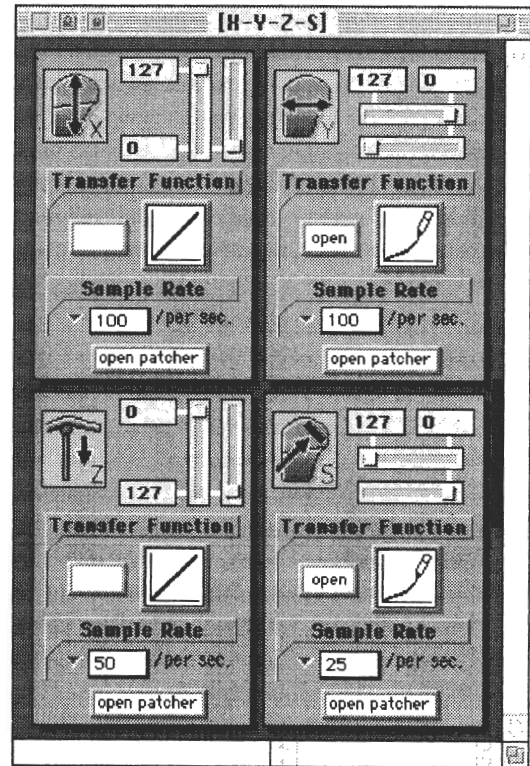 [X-Y-Z-S]
127
X
0
Transfer Function
Sample Rate
100 /per sec.
open patcher
127 0
Y
Transfer Function
open
Sample Rate
100 /per sec.
open patcher
0
Z
127
Transfer Function
Sample Rate
50 /per sec.
open patcher
127 0
S
Transfer Function
open
Sample Rate
25 /per sec.
open patcher